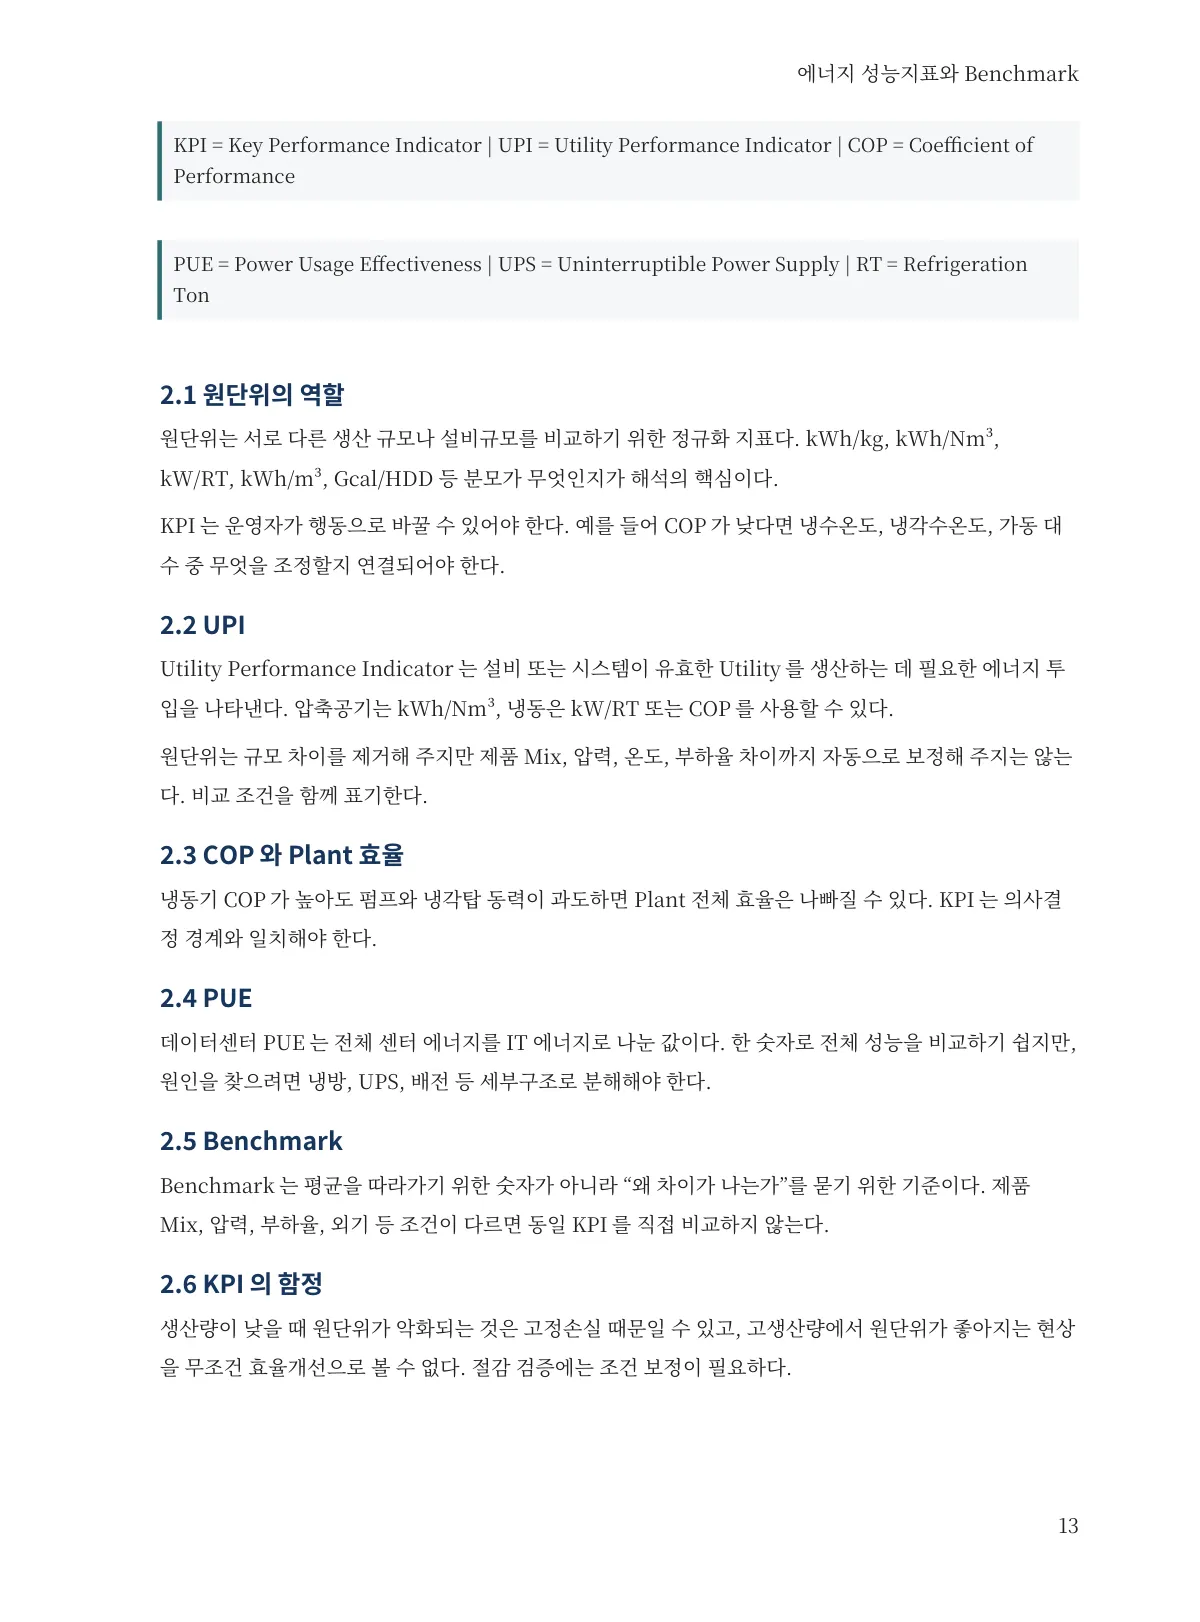 에너지 성능지표와 Benchmark
KPI = Key Performance Indicator | UPI = Utility Performance Indicator | COP = Coefficient of
Performance
PUE = Power Usage Effectiveness | UPS = Uninterruptible Power Supply | RT = Refrigeration
Ton
2.1 원단위의 역할
원단위는 서로 다른 생산 규모나 설비규모를 비교하기 위한 정규화 지표다. kWh/kg, kWh/Nm³,
kW/RT, kWh/m³, Gcal/HDD 등 분모가 무엇인지가 해석의 핵심이다.
KPI 는 운영자가 행동으로 바꿀 수 있어야 한다. 예를 들어 COP 가 낮다면 냉수온도, 냉각수온도, 가동 대
수 중 무엇을 조정할지 연결되어야 한다.
2.2 UPI
Utility Performance Indicator 는 설비 또는 시스템이 유효한 Utility 를 생산하는 데 필요한 에너지 투
입을 나타낸다. 압축공기는 kWh/Nm³, 냉동은 kW/RT 또는 COP 를 사용할 수 있다.
원단위는 규모 차이를 제거해 주지만 제품 Mix, 압력, 온도, 부하율 차이까지 자동으로 보정해 주지는 않는
다. 비교 조건을 함께 표기한다.
2.3 COP 와 Plant 효율
냉동기 COP 가 높아도 펌프와 냉각탑 동력이 과도하면 Plant 전체 효율은 나빠질 수 있다. KPI 는 의사결
정 경계와 일치해야 한다.
2.4 PUE
데이터센터 PUE 는 전체 센터 에너지를 IT 에너지로 나눈 값이다. 한 숫자로 전체 성능을 비교하기 쉽지만,
원인을 찾으려면 냉방, UPS, 배전 등 세부구조로 분해해야 한다.
2.5 Benchmark
Benchmark 는 평균을 따라가기 위한 숫자가 아니라 “왜 차이가 나는가”를 묻기 위한 기준이다. 제품
Mix, 압력, 부하율, 외기 등 조건이 다르면 동일 KPI 를 직접 비교하지 않는다.
2.6 KPI 의 함정
생산량이 낮을 때 원단위가 악화되는 것은 고정손실 때문일 수 있고, 고생산량에서 원단위가 좋아지는 현상
을 무조건 효율개선으로 볼 수 없다. 절감 검증에는 조건 보정이 필요하다.
13